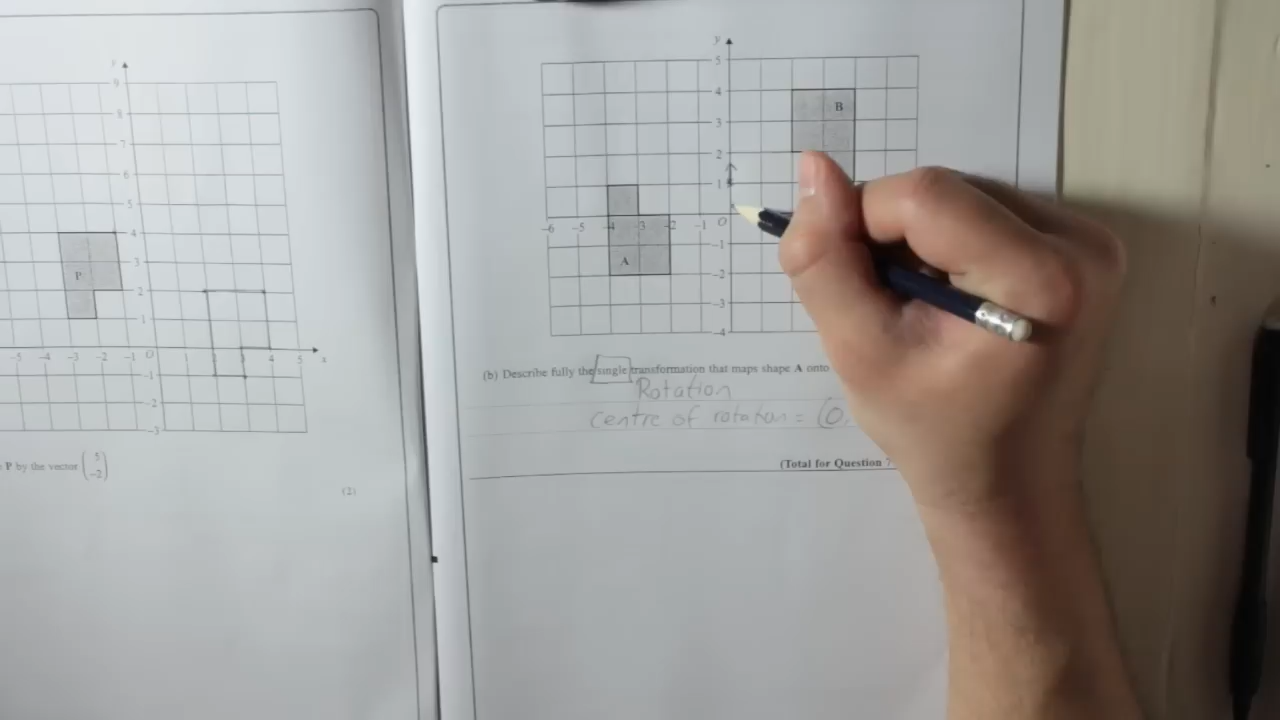 y
9
8
7
6
5
4
P
3
2
1
-5 -4 -3 -2 -1 O 1 2 3 4 5 x
-1
-2
-3
P by the vector (5 -2)
(2)
y
5
4
B
3
2
1
-6 -5 -4 -3 -2 -1 O
-1
A
-2
-3
-4
(b) Describe fully the single transformation that maps shape A onto
Rotation
centre of rotation = (0,
(Total for Question 7